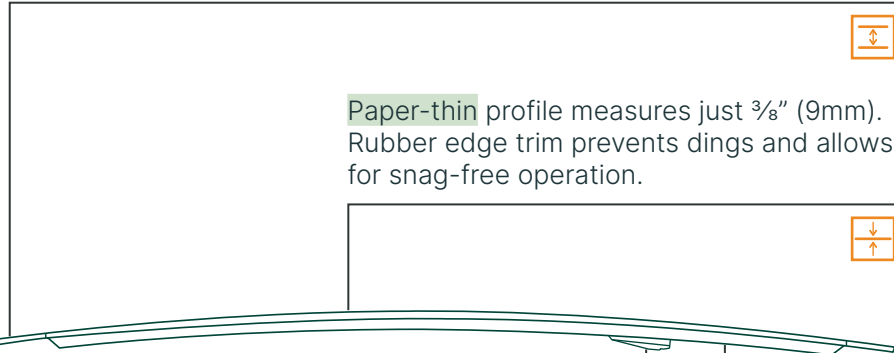 Paper-thin profile measures just ⅜” (9mm).
Rubber edge trim prevents dings and allows
for snag-free operation.